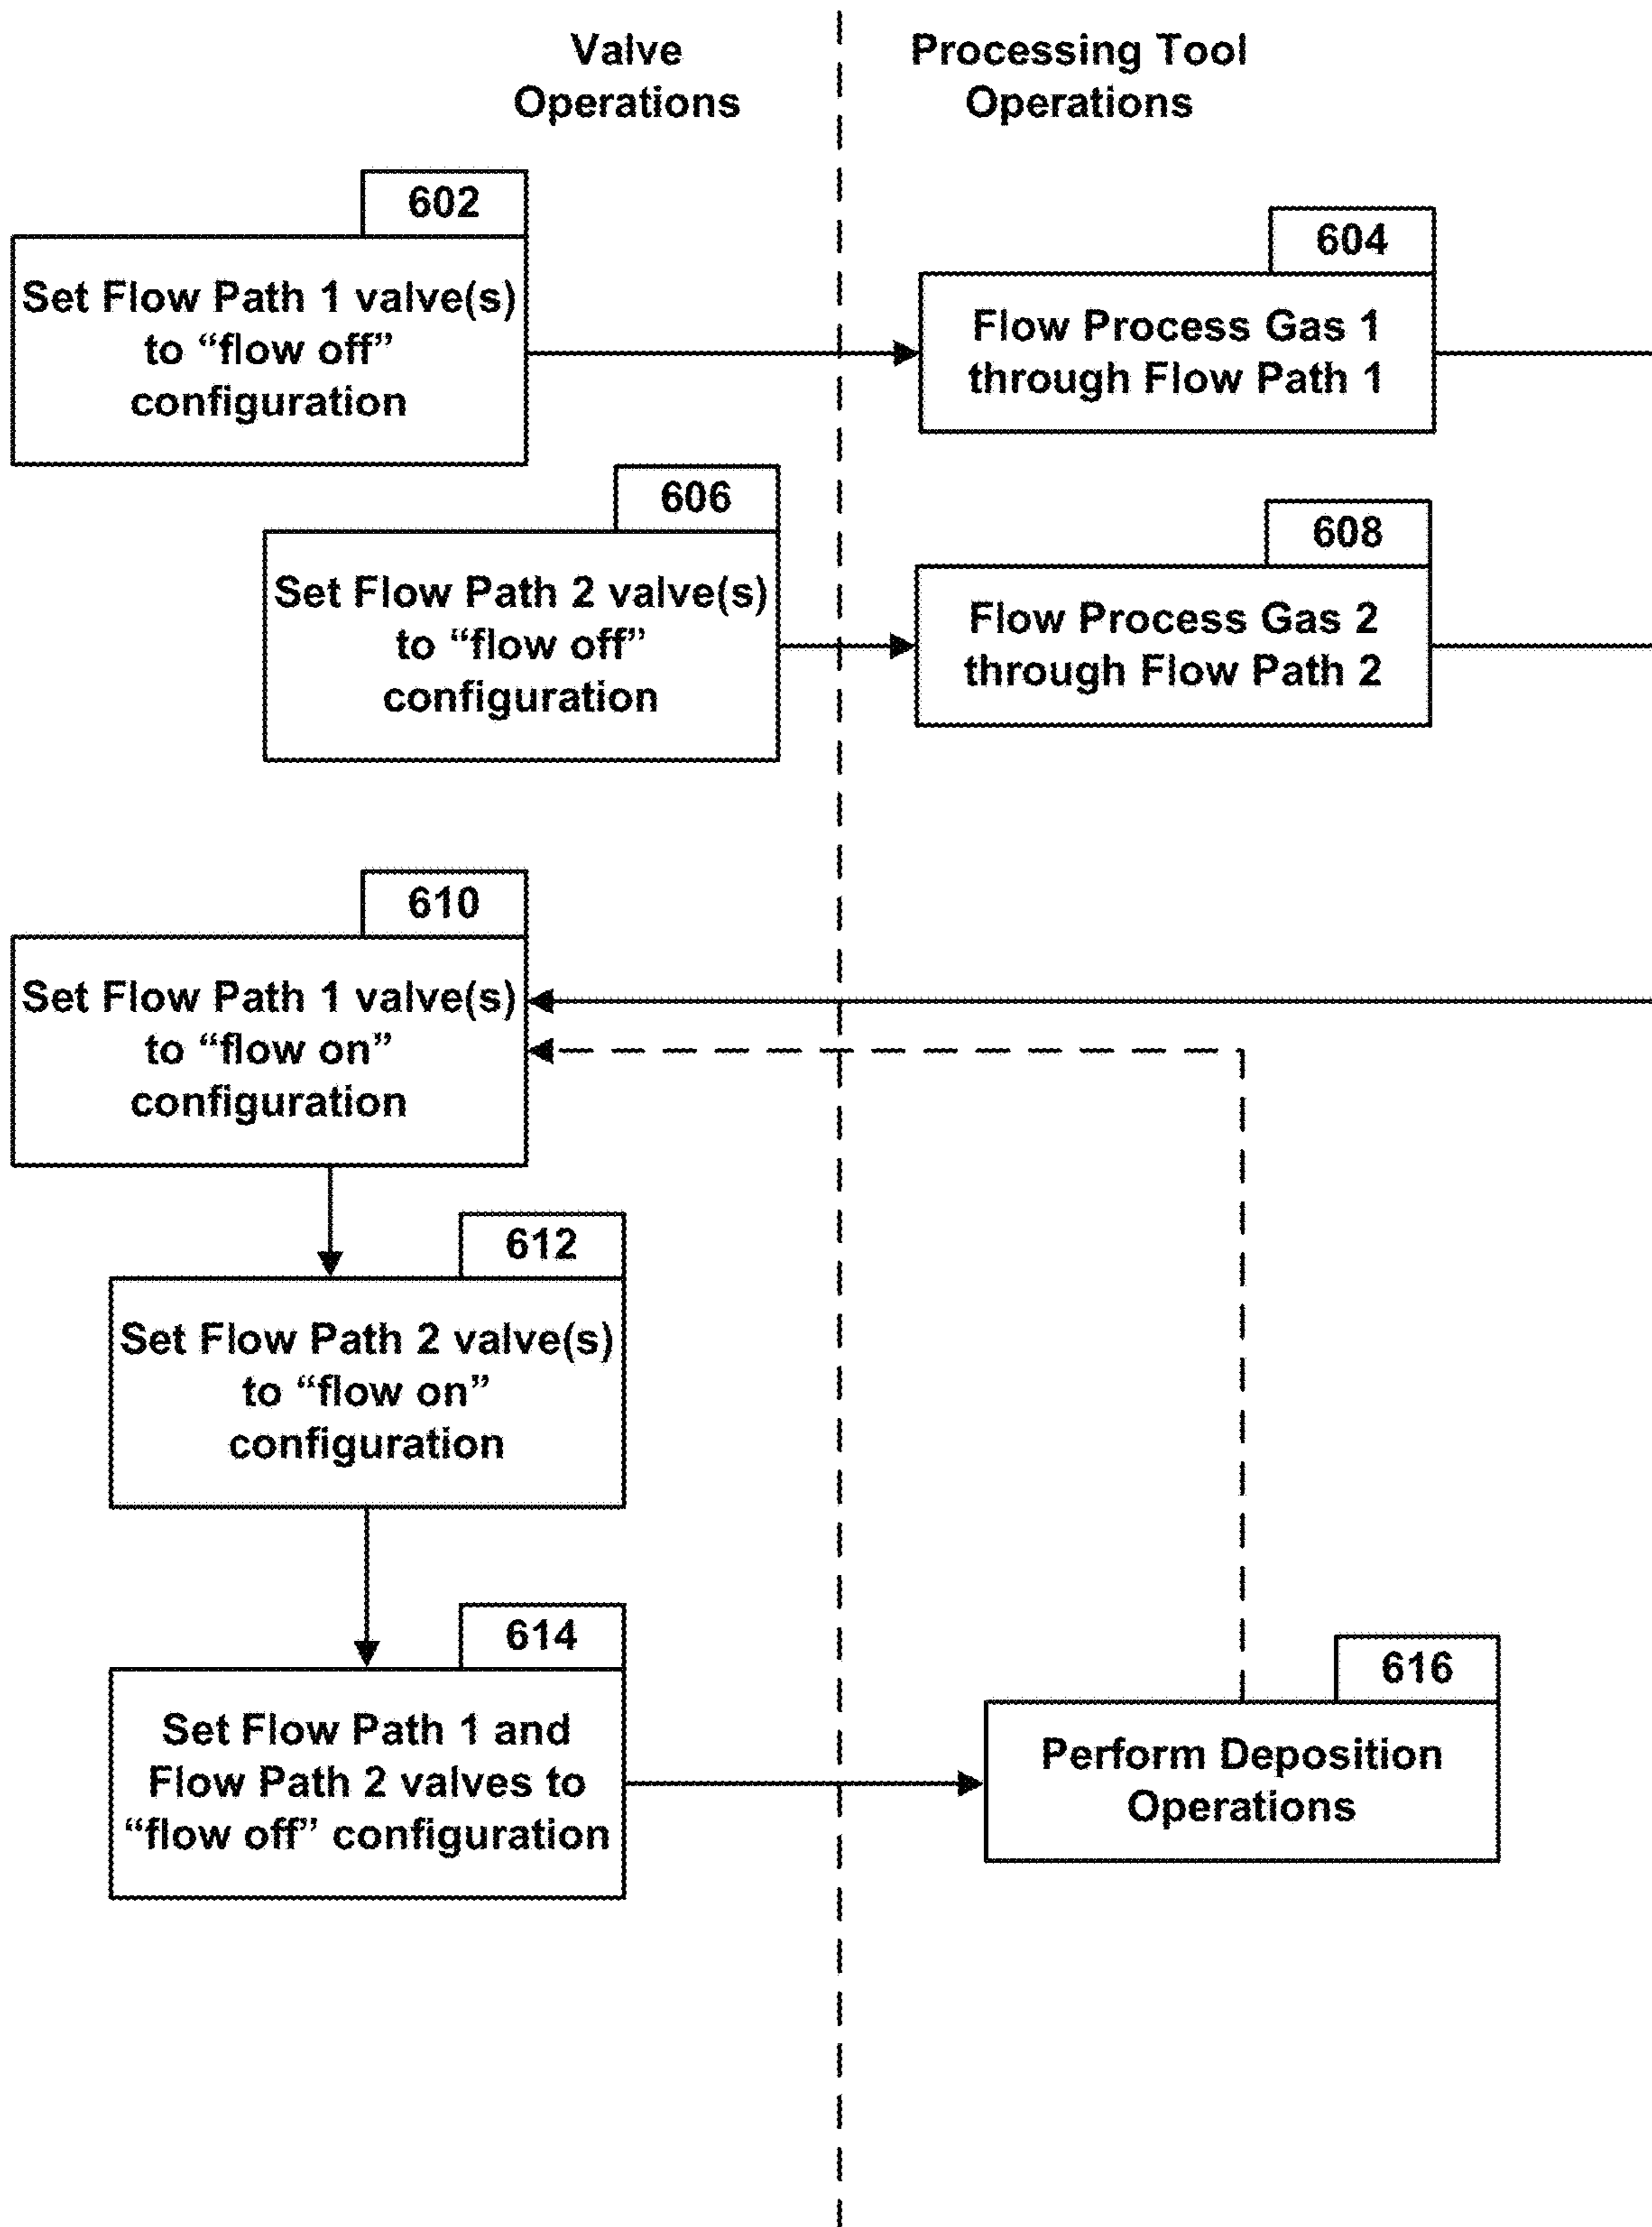 Valve
Operations
Processing Tool
Operations
602
Set Flow Path 1 valve(s)
to “flow off”
configuration
604
Flow Process Gas 1
through Flow Path 1
606
Set Flow Path 2 valve(s)
to “flow off”
configuration
608
Flow Process Gas 2
through Flow Path 2
610
Set Flow Path 1 valve(s)
to “flow on”
configuration
612
Set Flow Path 2 valve(s)
to “flow on”
configuration
614
Set Flow Path 1 and
Flow Path 2 valves to
“flow off” configuration
616
Perform Deposition
Operations